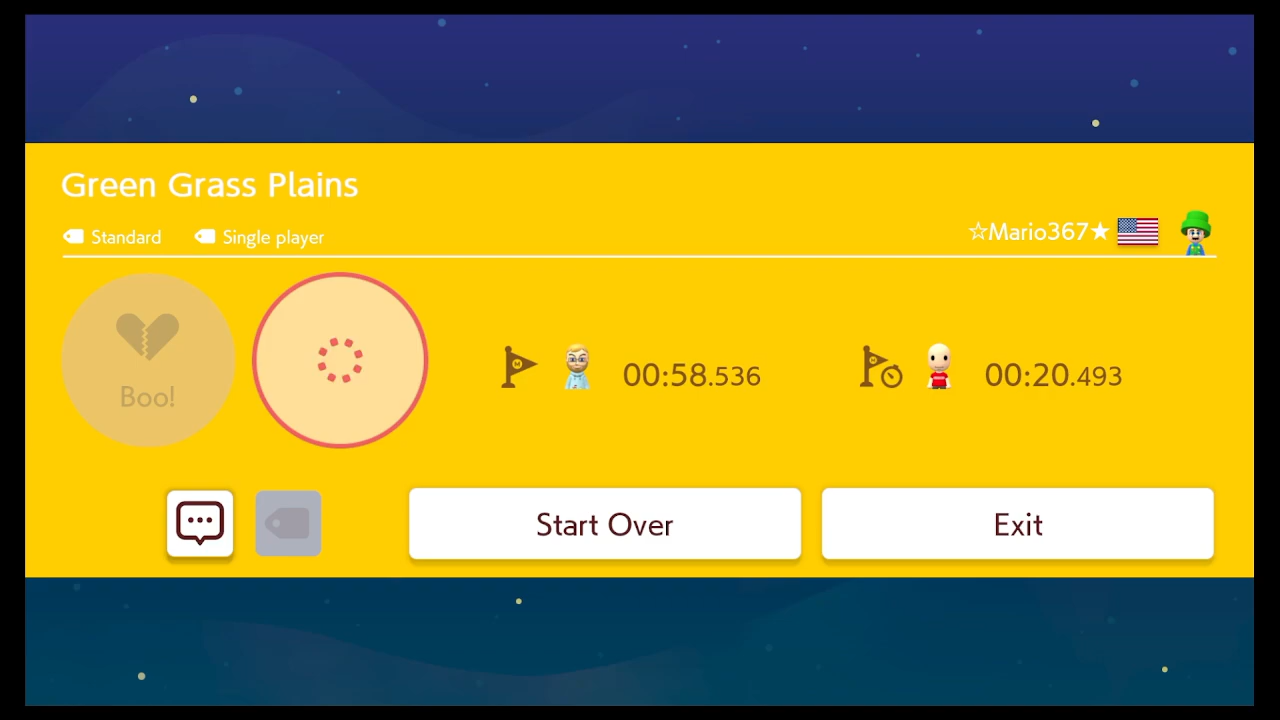 Green Grass Plains
Standard Single player
☆Mario367★
Boo!
00:58.536
00:20.493
Start Over
Exit